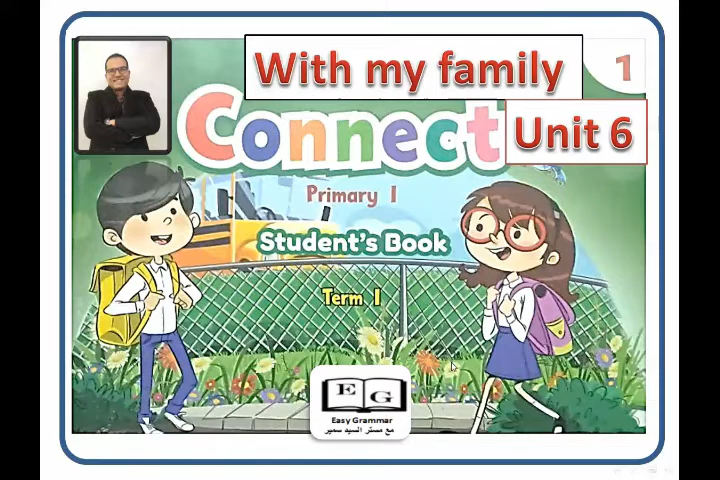 With my family
1
Connect
Unit 6
Primary 1
Student's Book
Term 1
E G
Easy Grammar
مع مستر السيد سمير